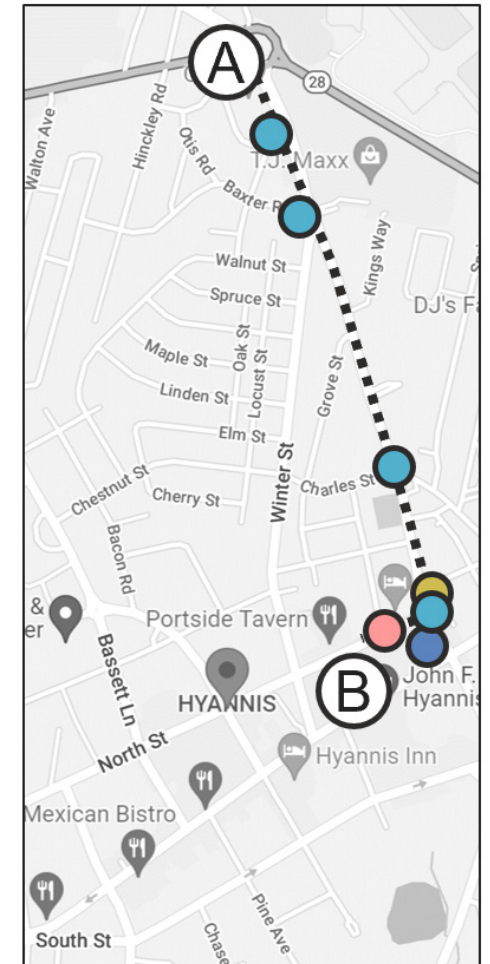 A
28
Walton Ave
Hinckley Rd
Otis Rd
T.J. Maxx
Baxter R
Kings Way
Walnut St
Spruce St
DJ's Fa
Oak St
Locust St
Maple St
Grove St
Linden St
Elm St
Winter St
Charles St
Chestnut St
Cherry St
Bacon Rd
&
er
Portside Tavern
Bassett Ln
B
John F.
Hyannis
HYANNIS
North St
Hyannis Inn
Mexican Bistro
Pine Ave
Chase
South St